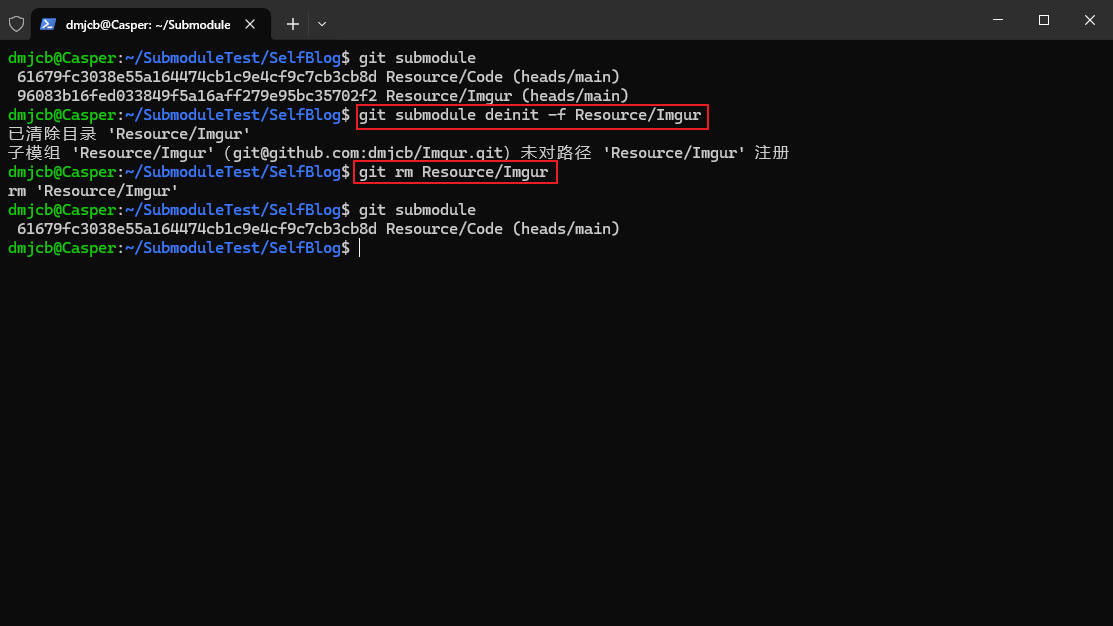 dmjcb@Casper: ~/Submodule
dmjcb@Casper:~/SubmoduleTest/SelfBlog$ git submodule
 61679fc3038e55a164474cb1c9e4cf9c7cb3cb8d Resource/Code (heads/main)
 96083b16fed033849f5a16aff279e95bc35702f2 Resource/Imgur (heads/main)
dmjcb@Casper:~/SubmoduleTest/SelfBlog$ git submodule deinit -f Resource/Imgur
已清除目录 'Resource/Imgur'
子模组 'Resource/Imgur'（git@github.com:dmjcb/Imgur.git）未对路径 'Resource/Imgur' 注册
dmjcb@Casper:~/SubmoduleTest/SelfBlog$ git rm Resource/Imgur
rm 'Resource/Imgur'
dmjcb@Casper:~/SubmoduleTest/SelfBlog$ git submodule
 61679fc3038e55a164474cb1c9e4cf9c7cb3cb8d Resource/Code (heads/main)
dmjcb@Casper:~/SubmoduleTest/SelfBlog$